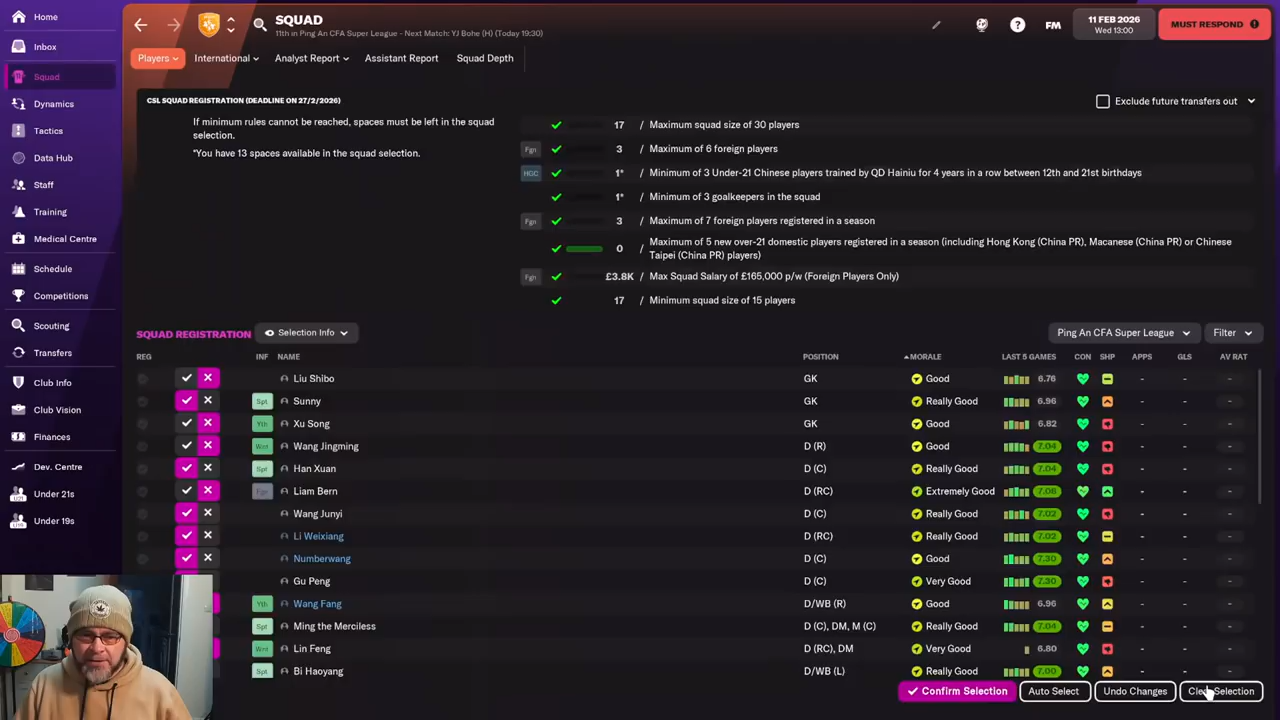 Home
SQUAD
11th in Ping An CFA Super League - Next Match: YJ Bohe (H) (Today 19:30)
FM
11 FEB 2026
Wed 13:00
MUST RESPOND
Inbox
Squad
Dynamics
Tactics
Data Hub
Staff
Training
Medical Centre
Schedule
Competitions
Scouting
Transfers
Club Info
Club Vision
Finances
Dev. Centre
Under 21s
Under 19s
Players
International
Analyst Report
Assistant Report
Squad Depth
CSL SQUAD REGISTRATION (DEADLINE ON 27/2/2026)
Exclude future transfers out
If minimum rules cannot be reached, spaces must be left in the squad
selection.
*You have 13 spaces available in the squad selection.
17 / Maximum squad size of 30 players
Fgn 3 / Maximum of 6 foreign players
HGC 1* / Minimum of 3 Under-21 Chinese players trained by QD Hainiu for 4 years in a row between 12th and 21st birthdays
1* / Minimum of 3 goalkeepers in the squad
Fgn 3 / Maximum of 7 foreign players registered in a season
0 / Maximum of 5 new over-21 domestic players registered in a season (including Hong Kong (China PR), Macanese (China PR) or Chinese
Taipei (China PR) players)
Fgn £3.8K / Max Squad Salary of £165,000 p/w (Foreign Players Only)
17 / Minimum squad size of 15 players
SQUAD REGISTRATION
Selection Info
Ping An CFA Super League
Filter
REG INF NAME POSITION MORALE LAST 5 GAMES CON SHP APPS GLS AV RAT
Liu Shibo GK Good 6.76 - - -
Spt Sunny GK Really Good 6.96 - - -
Yth Xu Song GK Good 6.82 - - -
Wnt Wang Jingming D (R) Good 7.04 - - -
Spt Han Xuan D (C) Really Good 7.04 - - -
Fgn Liam Bern D (RC) Extremely Good 7.06 - - -
Wang Junyi D (C) Really Good 7.02 - - -
Li Weixiang D (RC) Really Good 7.02 - - -
Numberwang D (C) Good 7.30 - - -
Gu Peng D (C) Very Good 7.30 - - -
Yth Wang Fang D/WB (R) Good 6.96 - - -
Spt Ming the Merciless D (C), DM, M (C) Really Good 7.04 - - -
Wnt Lin Feng D (RC), DM Very Good 6.80 - - -
Spt Bi Haoyang D/WB (L) Really Good 7.00 - - -
Confirm Selection
Auto Select
Undo Changes
Clear Selection